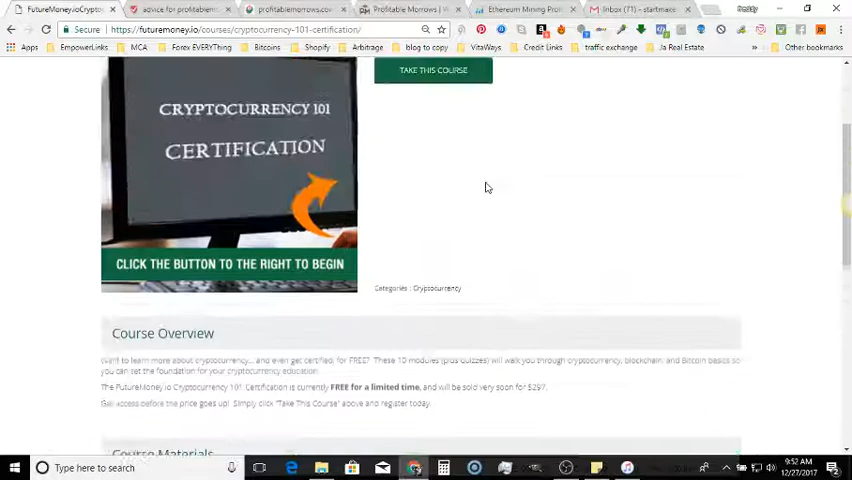 FutureMoney.ioCrypto
advice for profitablem
profitablemorrows.co
Profitable Morrows | W
Ethereum Mining Prof
Inbox (71) - startmake
Secure | https://futuremoney.io/courses/cryptocurrency-101-certification/
Apps EmpowerLinks MCA Forex EVERYthing Bitcoins Shopify Arbitrage blog to copy VitaWays Credit Links traffic exchange Ja Real Estate Other bookmarks
TAKE THIS COURSE
CRYPTOCURRENCY 101
CERTIFICATION
CLICK THE BUTTON TO THE RIGHT TO BEGIN
Categories : Cryptocurrency
Course Overview
Want to learn more about cryptocurrency... and even get certified, for FREE? These 10 modules (plus quizzes) will walk you through cryptocurrency, blockchain, and Bitcoin basics so
you can set the foundation for your cryptocurrency education.
The FutureMoney.io Cryptocurrency 101 Certification is currently FREE for a limited time, and will be sold very soon for $297.
Get access before the price goes up! Simply click "Take This Course" above and register today.
Course Materials
Type here to search
9:52 AM
12/27/2017